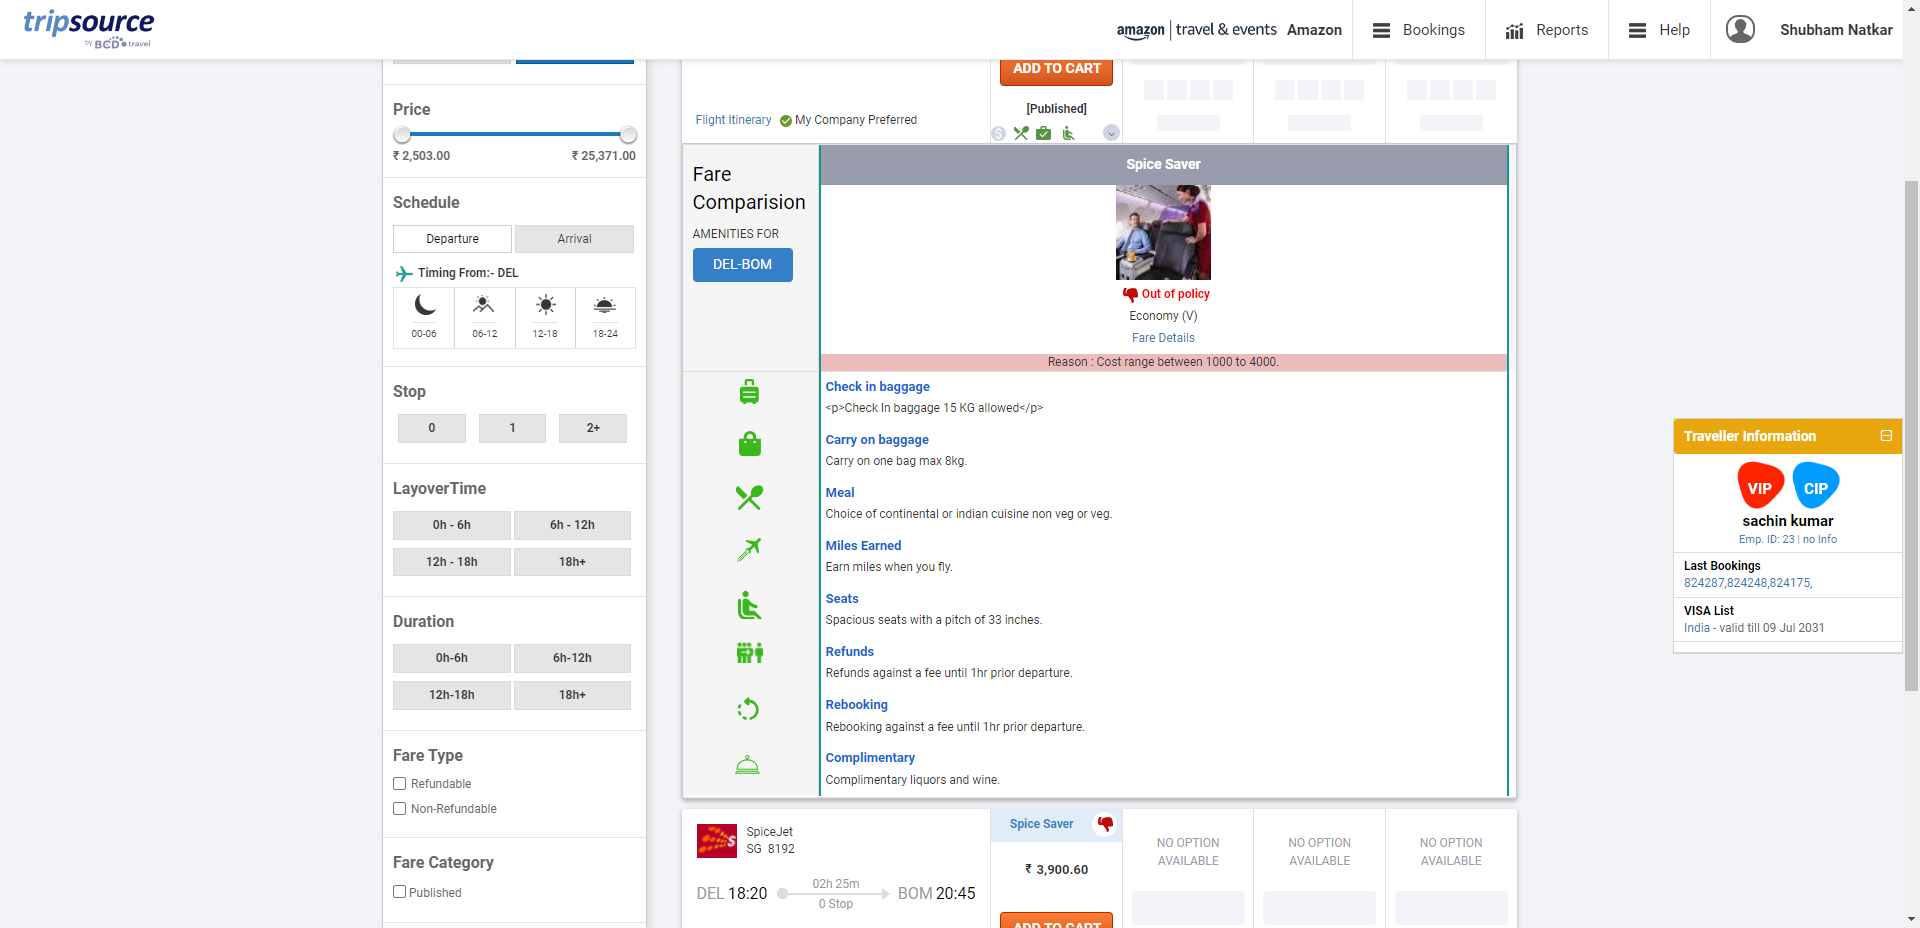 tripsource
by BCD travel
amazon | travel & events Amazon
Bookings
Reports
Help
Shubham Natkar
Price
₹ 2,503.00 ₹ 25,371.00
Schedule
Departure Arrival
Timing From:- DEL
00-06 06-12 12-18 18-24
Stop
0 1 2+
LayoverTime
0h - 6h 6h - 12h
12h - 18h 18h+
Duration
0h-6h 6h-12h
12h-18h 18h+
Fare Type
Refundable
Non-Refundable
Fare Category
Published
ADD TO CART
[Published]
Flight Itinerary My Company Preferred
Fare
Comparision
AMENITIES FOR
DEL-BOM
Spice Saver
Out of policy
Economy (V)
Fare Details
Reason : Cost range between 1000 to 4000.
Check in baggage
<p>Check In baggage 15 KG allowed</p>
Carry on baggage
Carry on one bag max 8kg.
Meal
Choice of continental or indian cuisine non veg or veg.
Miles Earned
Earn miles when you fly.
Seats
Spacious seats with a pitch of 33 inches.
Refunds
Refunds against a fee until 1hr prior departure.
Rebooking
Rebooking against a fee until 1hr prior departure.
Complimentary
Complimentary liquors and wine.
SpiceJet
SG 8192
DEL 18:20 02h 25m BOM 20:45
0 Stop
Spice Saver
₹ 3,900.60
ADD TO CART
NO OPTION
AVAILABLE
NO OPTION
AVAILABLE
NO OPTION
AVAILABLE
Traveller Information
VIP CIP
sachin kumar
Emp. ID: 23 | no Info
Last Bookings
824287,824248,824175,
VISA List
India - valid till 09 Jul 2031